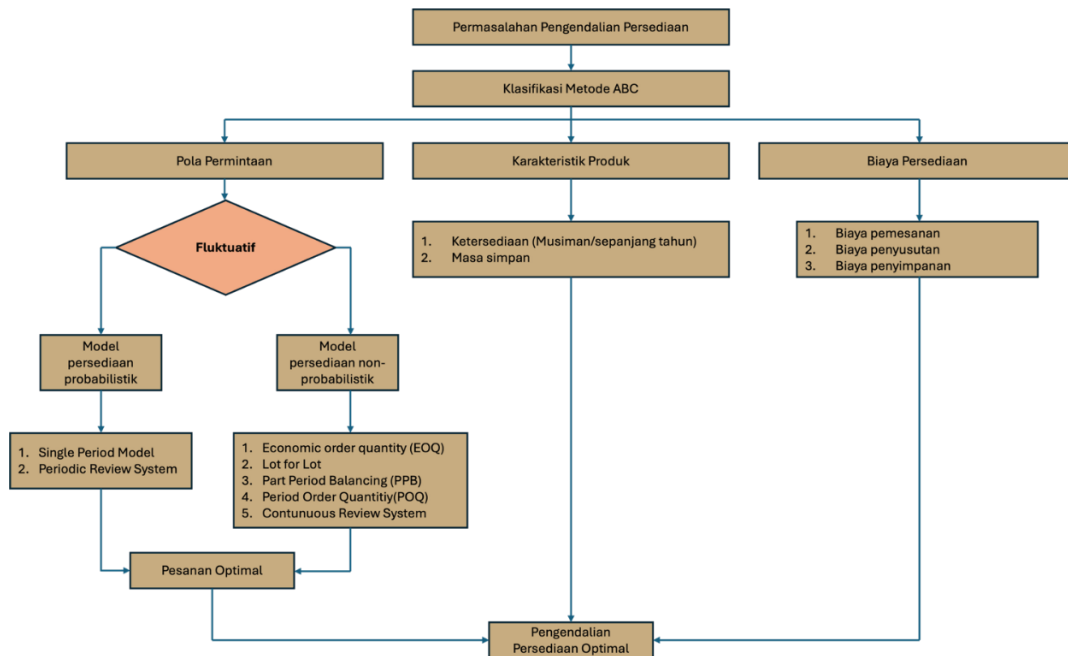 Permasalahan Pengendalian Persediaan
Klasifikasi Metode ABC
Pola Permintaan
Karakteristik Produk
Biaya Persediaan
Fluktuatif
1. Ketersediaan (Musiman/sepanjang tahun)
2. Masa simpan
1. Biaya pemesanan
2. Biaya penyusutan
3. Biaya penyimpanan
Model
persediaan
probabilistik
Model
persediaan non-
probabilistik
1. Single Period Model
2. Periodic Review System
1. Economic order quantity (EOQ)
2. Lot for Lot
3. Part Period Balancing (PPB)
4. Period Order Quantitiy(POQ)
5. Contunuous Review System
Pesanan Optimal
Pengendalian
Persediaan Optimal